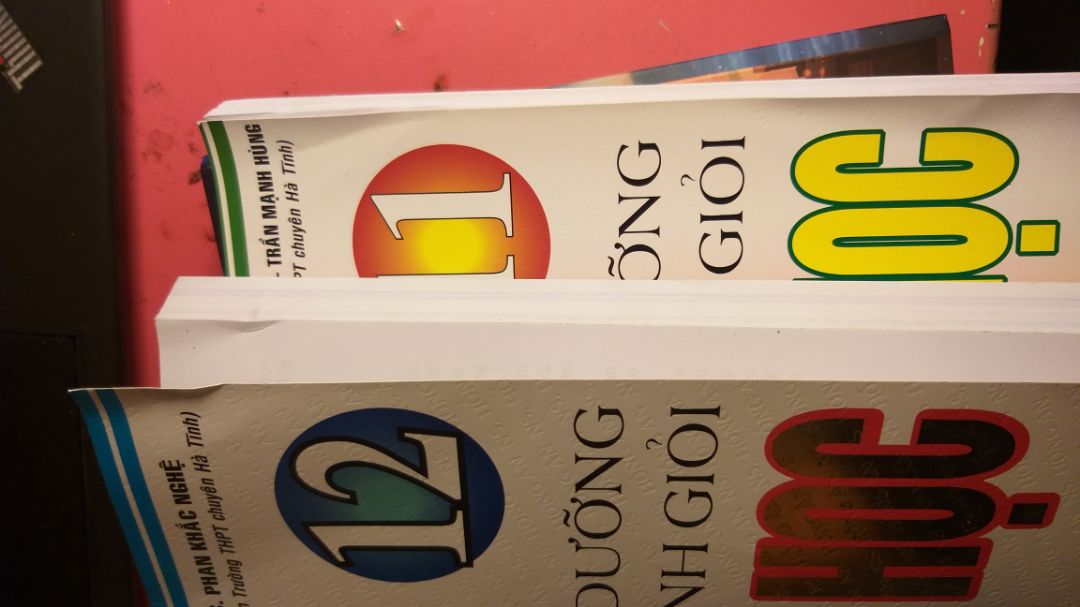 PHAN KHẮC NGHỆ
Trường THPT chuyên Hà Tĩnh)
12
DƯỠNG
NH GIỎI
HỌC
- TRẦN MẠNH HÙNG
PT chuyên Hà Tĩnh)
11
ỠNG
GIỎI
HỌC